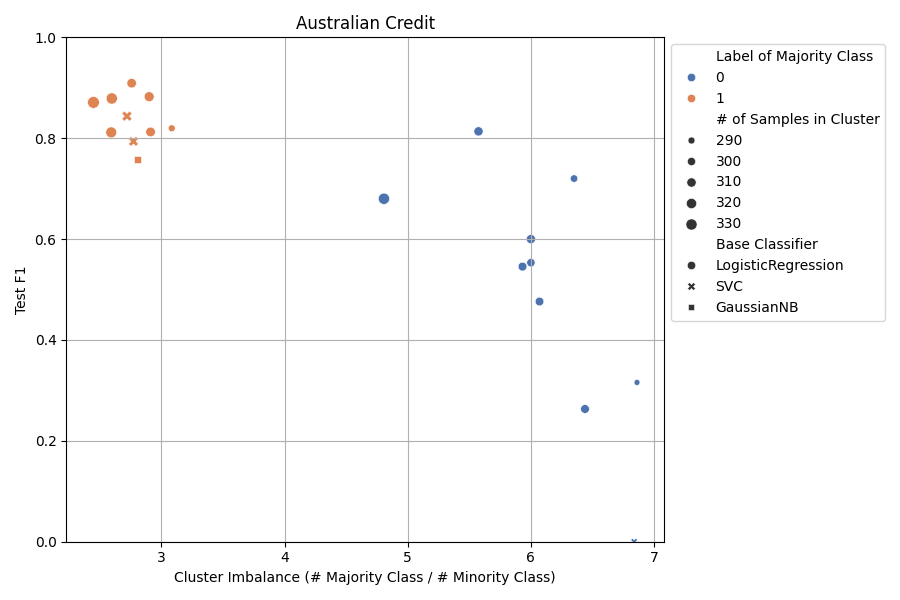 Australian Credit
Test F1
1.0
0.8
0.6
0.4
0.2
0.0
3
4
5
6
7
Cluster Imbalance (# Majority Class / # Minority Class)
Label of Majority Class
0
1
# of Samples in Cluster
290
300
310
320
330
Base Classifier
LogisticRegression
SVC
GaussianNB